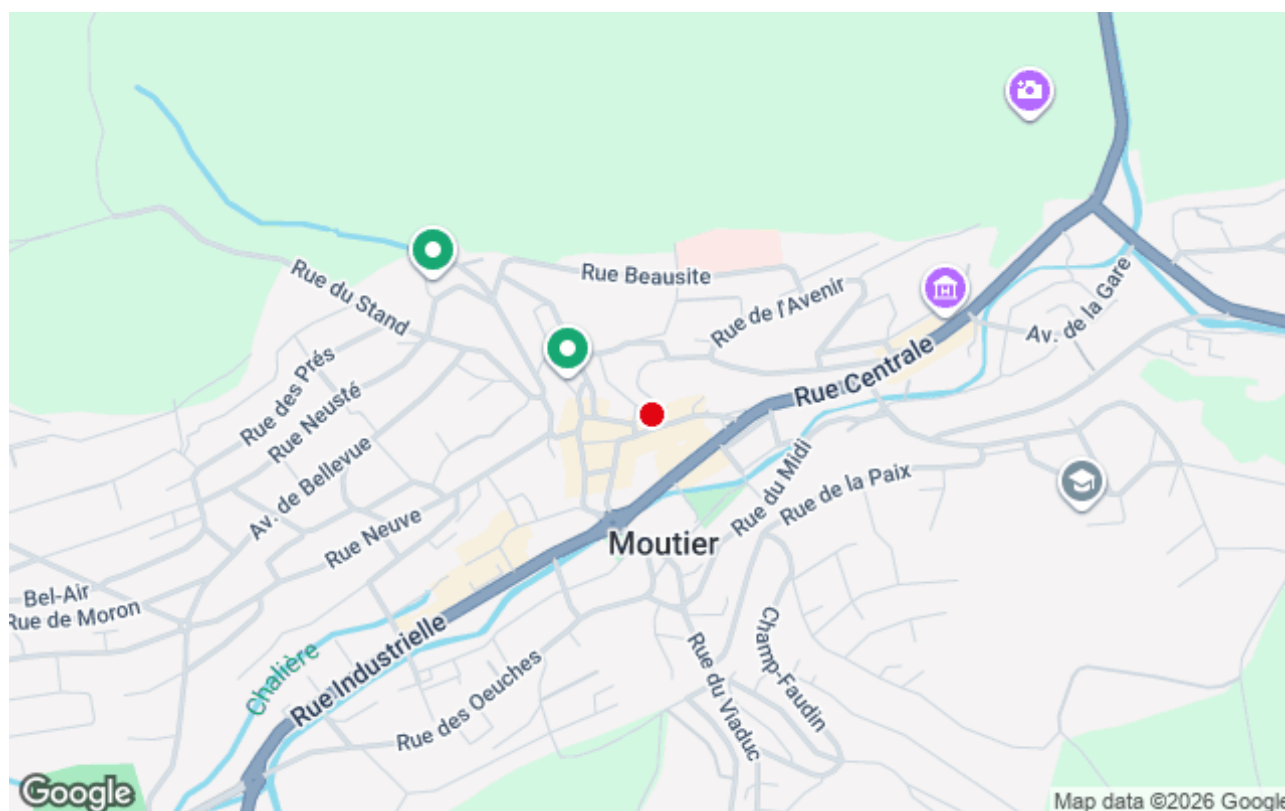 Rue Beausite
Rue du Stand
Rue de l'Avenir
Av. de la Gare
Rue Centrale
Rue des Prés
Rue Neusté
Av. de Bellevue
Rue du Midi
Rue de la Paix
Rue Neuve
Moutier
Bel-Air
Rue de Moron
Chalière
Rue Industrielle
Rue des Oeuches
Rue du Viaduc
Champ-Faudin
Google
Map data ©2026 Google